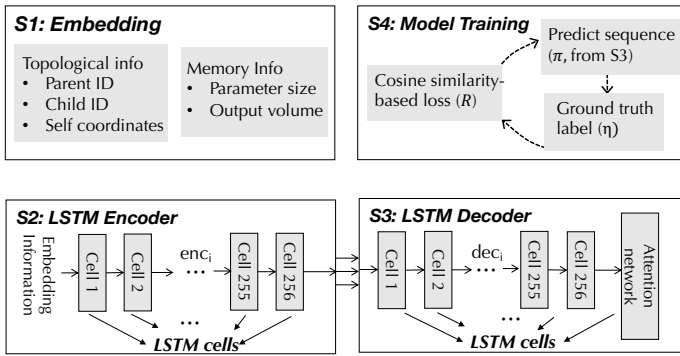 S1: Embedding
Topological info
• Parent ID
• Child ID
• Self coordinates
Memory Info
• Parameter size
• Output volume
S4: Model Training
Predict sequence
(π, from S3)
Cosine similarity-
based loss (R)
Ground truth
label (η)
S2: LSTM Encoder
Embedding
Information
Cell 1
Cell 2
enc_i
...
Cell 255
Cell 256
...
LSTM cells
S3: LSTM Decoder
Cell 1
Cell 2
dec_i
...
Cell 255
Cell 256
Attention
network
...
LSTM cells